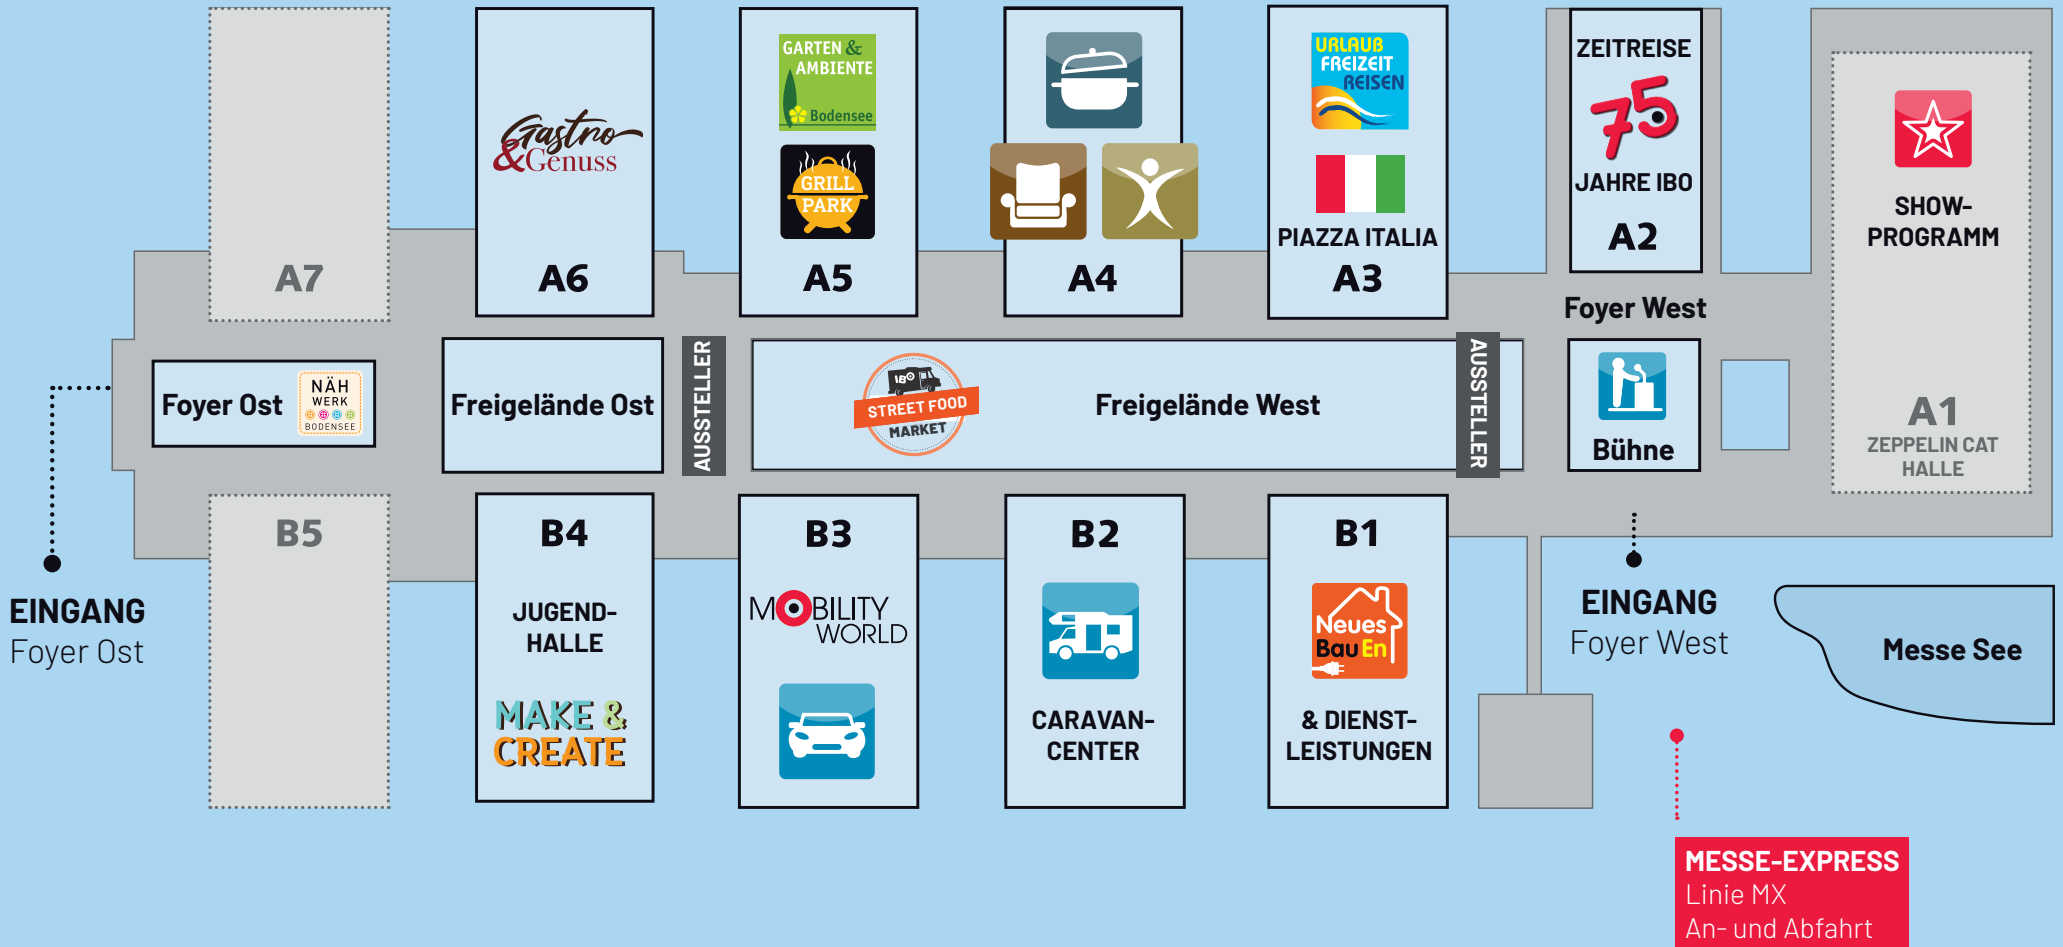 A7
Gastro
& Genuss
A6
GARTEN &
AMBIENTE
Bodensee
GRILL
PARK
A5
A4
URLAUB
FREIZEIT
REISEN
PIAZZA ITALIA
A3
ZEITREISE
75
JAHRE IBO
A2
Foyer West
SHOW-
PROGRAMM
A1
ZEPPELIN CAT
HALLE
Foyer Ost
NÄH
WERK
BODENSEE
Freigelände Ost
AUSSTELLER
IBO
STREET FOOD
MARKET
Freigelände West
AUSSTELLER
Bühne
EINGANG
Foyer Ost
B5
B4
JUGEND-
HALLE
MAKE &
CREATE
B3
MOBILITY
WORLD
B2
CARAVAN-
CENTER
B1
Neues
BauEn
& DIENST-
LEISTUNGEN
EINGANG
Foyer West
Messe See
MESSE-EXPRESS
Linie MX
An- und Abfahrt